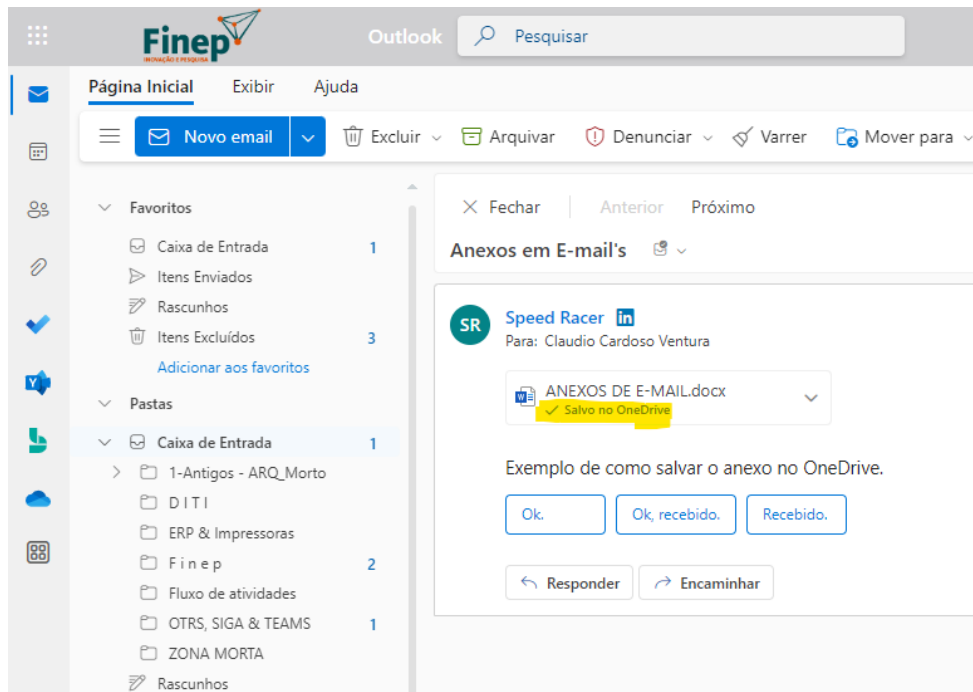 Finep
INOVAÇÃO E PESQUISA
Outlook
Pesquisar
Página Inicial Exibir Ajuda
Novo email Excluir Arquivar Denunciar Varrer Mover para
Favoritos
Caixa de Entrada 1
Itens Enviados
Rascunhos
Itens Excluídos 3
Adicionar aos favoritos
Pastas
Caixa de Entrada 1
1-Antigos - ARQ_Morto
D I T I
ERP & Impressoras
F i n e p 2
Fluxo de atividades
OTRS, SIGA & TEAMS 1
ZONA MORTA
Rascunhos
Fechar Anterior Próximo
Anexos em E-mail's
SR
Speed Racer in
Para: Claudio Cardoso Ventura
W ANEXOS DE E-MAIL.docx
Salvo no OneDrive
Exemplo de como salvar o anexo no OneDrive.
Ok. Ok, recebido. Recebido.
Responder Encaminhar